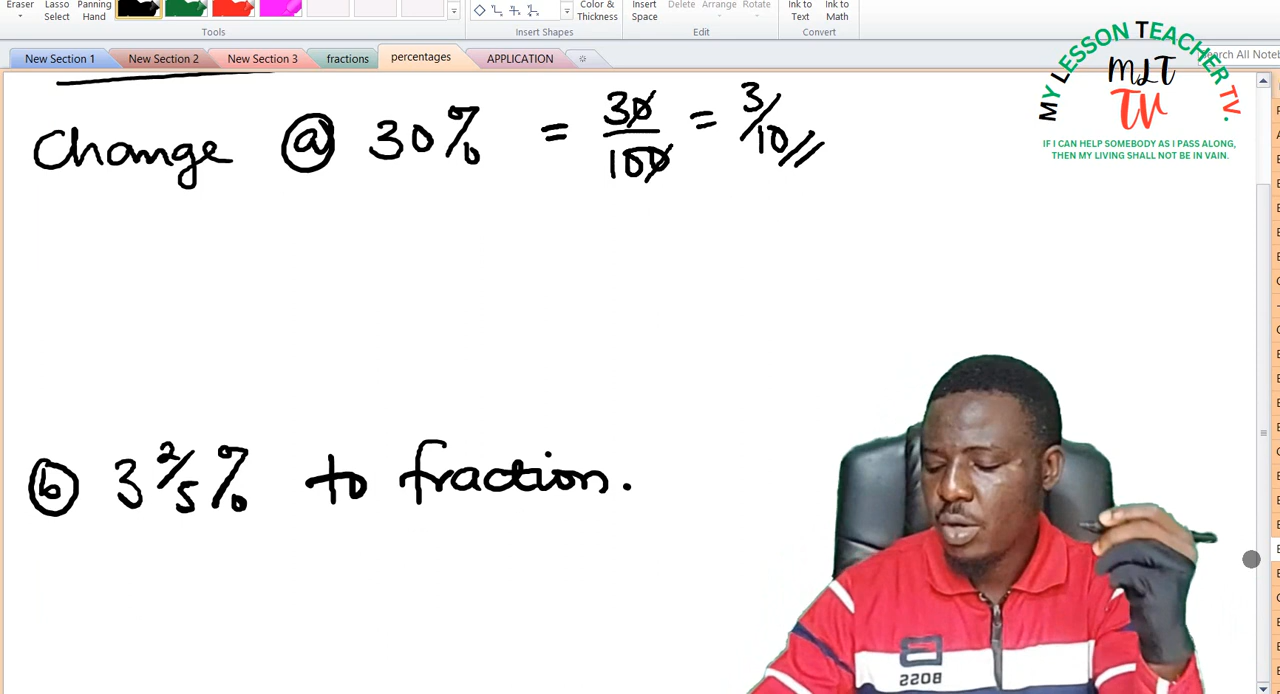 Eraser Lasso Select Panning Hand Color & Thickness Insert Space Delete Arrange Rotate Ink to Text Ink to Math
Tools Insert Shapes Edit Convert
New Section 1 New Section 2 New Section 3 fractions percentages APPLICATION
MY LESSON TEACHER TV.
MLT
TV
IF I CAN HELP SOMEBODY AS I PASS ALONG,
THEN MY LIVING SHALL NOT BE IN VAIN.
Change (a) 30% = 30/100 = 3/10//
(b) 3 2/5 % to fraction.
2208